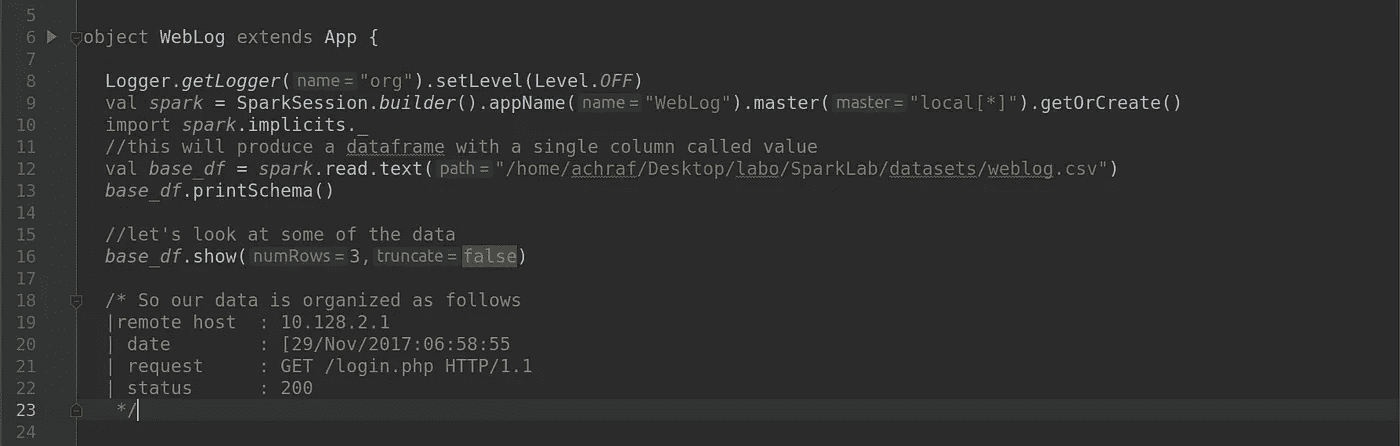 5
6 object WebLog extends App {
7
8 Logger.getLogger( name = "org").setLevel(Level.OFF)
9 val spark = SparkSession.builder().appName( name = "WebLog").master( master = "local[*]").getOrCreate()
10 import spark.implicits._
11 //this will produce a dataframe with a single column called value
12 val base_df = spark.read.text( path = "/home/achraf/Desktop/labo/SparkLab/datasets/weblog.csv")
13 base_df.printSchema()
14
15 //let's look at some of the data
16 base_df.show( numRows = 3, truncate = false)
17
18 /* So our data is organized as follows
19 |remote host : 10.128.2.1
20 | date : [29/Nov/2017:06:58:55
21 | request : GET /login.php HTTP/1.1
22 | status : 200
23 */
24